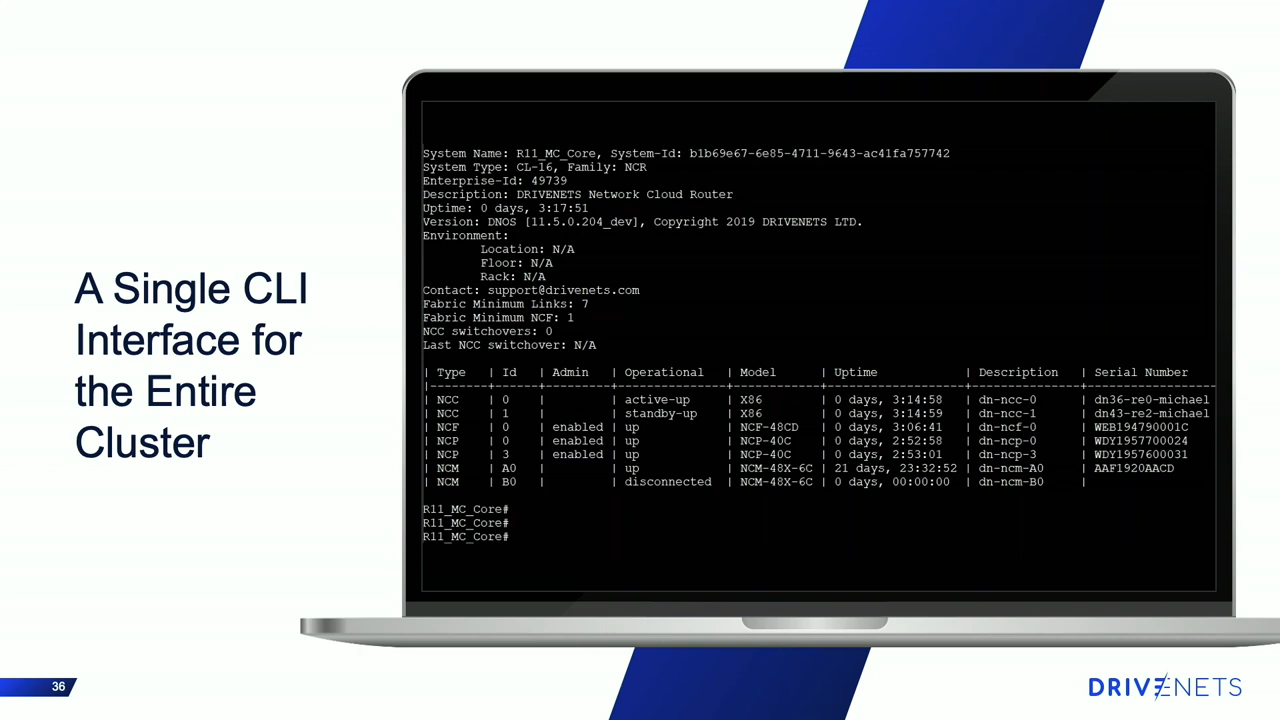 A Single CLI
Interface for
the Entire
Cluster
System Name: R11_MC_Core, System-Id: b1b69e67-6e85-4711-9643-ac41fa757742
System Type: CL-16, Family: NCR
Enterprise-Id: 49739
Description: DRIVENETS Network Cloud Router
Uptime: 0 days, 3:17:51
Version: DNOS [11.5.0.204_dev], Copyright 2019 DRIVENETS LTD.
Environment:
Location: N/A
Floor: N/A
Rack: N/A
Contact: support@drivenets.com
Fabric Minimum Links: 7
Fabric Minimum NCF: 1
NCC switchovers: 0
Last NCC switchover: N/A
| Type | Id | Admin | Operational | Model | Uptime | Description | Serial Number
|------+----+-------+-------------+-------+--------+-------------+--------------
| NCC | 0 | | active-up | X86 | 0 days, 3:14:58 | dn-ncc-0 | dn36-re0-michael
| NCC | 1 | | standby-up | X86 | 0 days, 3:14:59 | dn-ncc-1 | dn43-re2-michael
| NCF | 0 | enabled | up | NCF-48CD | 0 days, 3:06:41 | dn-ncf-0 | WEB194790001C
| NCP | 0 | enabled | up | NCP-40C | 0 days, 2:52:58 | dn-ncp-0 | WDY1957700024
| NCP | 3 | enabled | up | NCP-40C | 0 days, 2:53:01 | dn-ncp-3 | WDY1957600031
| NCM | A0 | | up | NCM-48X-6C | 21 days, 23:32:52 | dn-ncm-A0 | AAF1920AACD
| NCM | B0 | | disconnected | NCM-48X-6C | 0 days, 00:00:00 | dn-ncm-B0 |
R11_MC_Core#
R11_MC_Core#
R11_MC_Core#
36
DRIVENETS